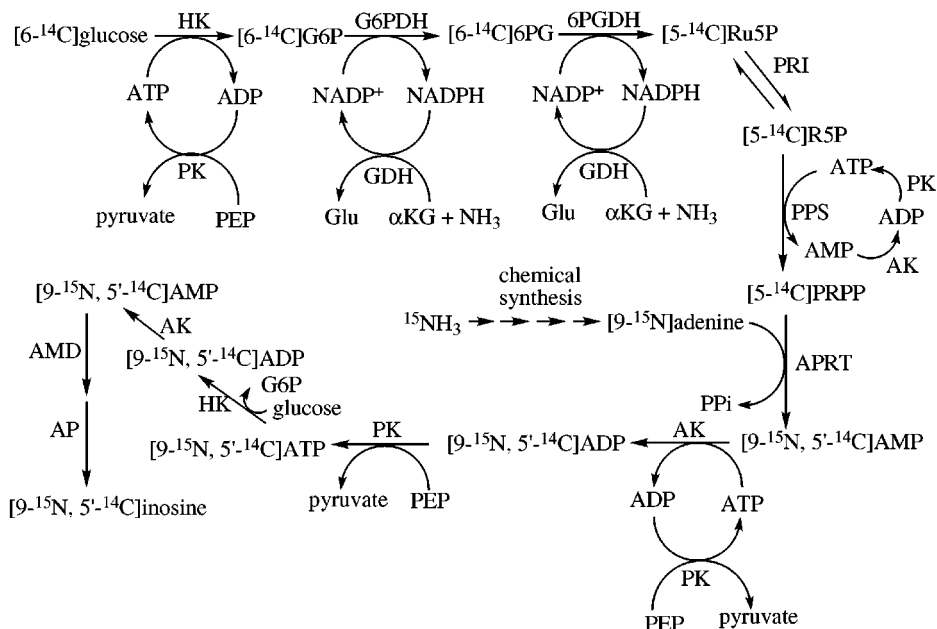 [6-¹⁴C]glucose HK [6-¹⁴C]G6P G6PDH [6-¹⁴C]6PG 6PGDH [5-¹⁴C]Ru5P
PRI
ATP ADP NADP⁺ NADPH NADP⁺ NADPH
[5-¹⁴C]R5P
PK GDH GDH
ATP PK
pyruvate PEP Glu αKG + NH₃ Glu αKG + NH₃
PPS ADP
AMP AK
chemical
synthesis
[9-¹⁵N, 5'-¹⁴C]AMP [5-¹⁴C]PRPP
¹⁵NH₃ [9-¹⁵N]adenine
AK
AMD [9-¹⁵N, 5'-¹⁴C]ADP APRT
G6P
HK glucose PPi
AP
[9-¹⁵N, 5'-¹⁴C]ATP PK [9-¹⁵N, 5'-¹⁴C]ADP AK [9-¹⁵N, 5'-¹⁴C]AMP
[9-¹⁵N, 5'-¹⁴C]inosine pyruvate PEP ADP ATP
PK
PEP pyruvate